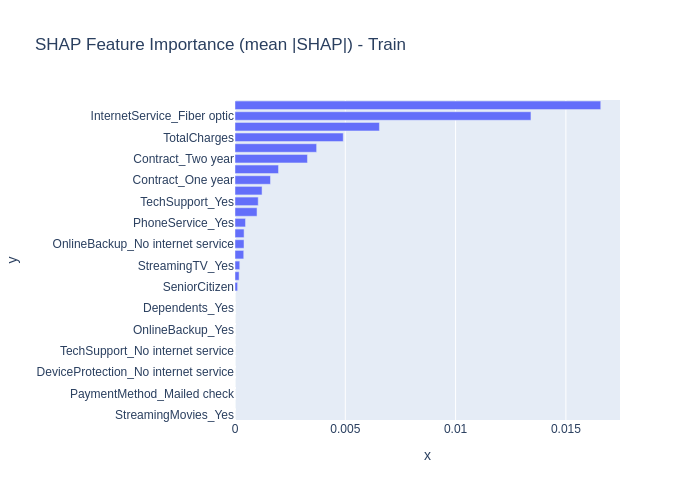 SHAP Feature Importance (mean |SHAP|) - Train
InternetService_Fiber optic
TotalCharges
Contract_Two year
Contract_One year
TechSupport_Yes
PhoneService_Yes
OnlineBackup_No internet service
StreamingTV_Yes
SeniorCitizen
Dependents_Yes
OnlineBackup_Yes
TechSupport_No internet service
DeviceProtection_No internet service
PaymentMethod_Mailed check
StreamingMovies_Yes
y
0 0.005 0.01 0.015
x